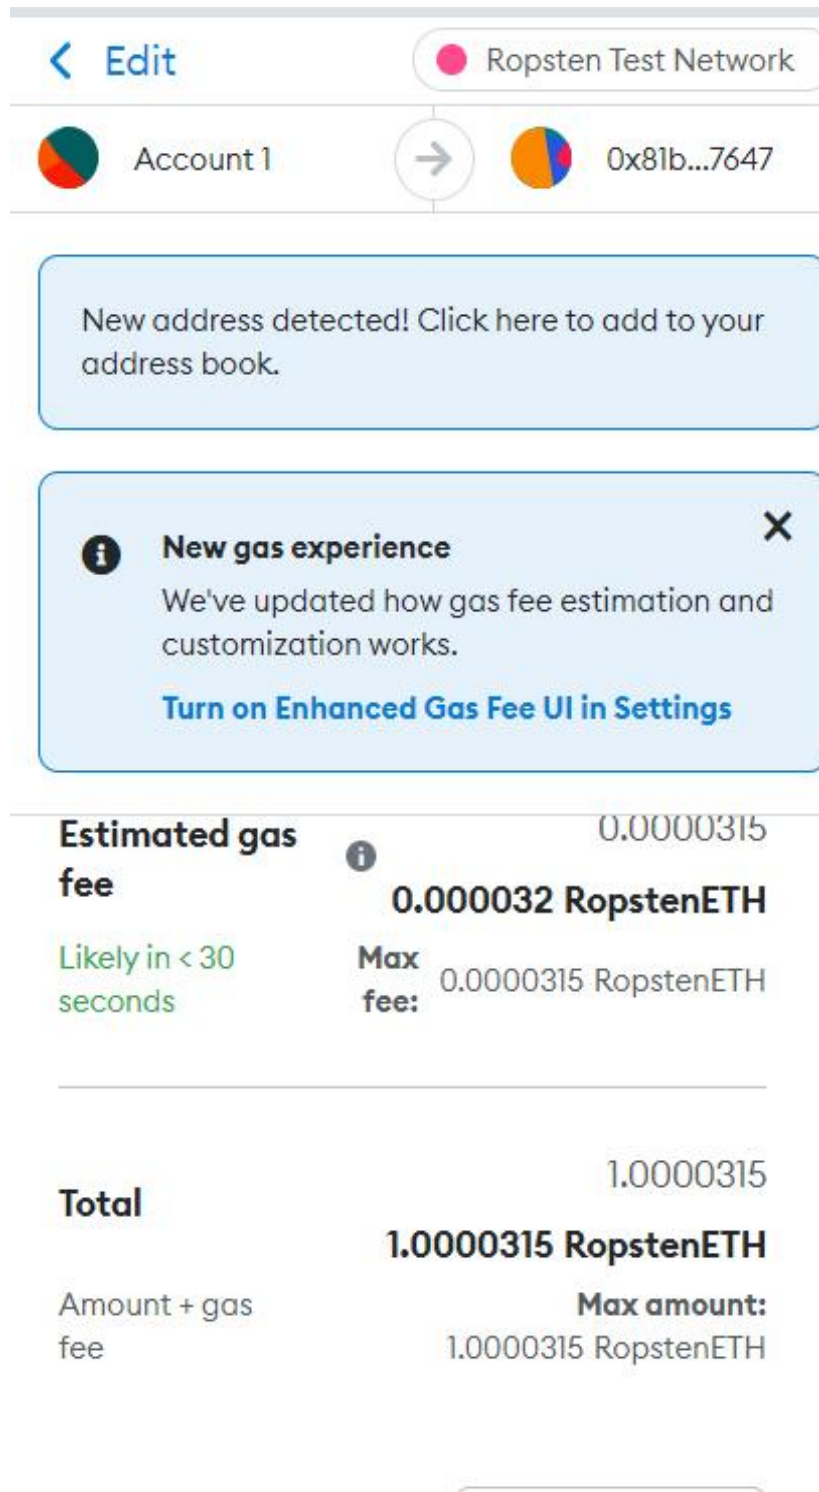 Edit
Ropsten Test Network
Account 1
0x81b...7647
New address detected! Click here to add to your
address book.
New gas experience
We've updated how gas fee estimation and
customization works.
Turn on Enhanced Gas Fee UI in Settings
Estimated gas
fee
0.0000315
0.000032 RopstenETH
Likely in < 30
seconds
Max
fee:
0.0000315 RopstenETH
Total
1.0000315
1.0000315 RopstenETH
Amount + gas
fee
Max amount:
1.0000315 RopstenETH